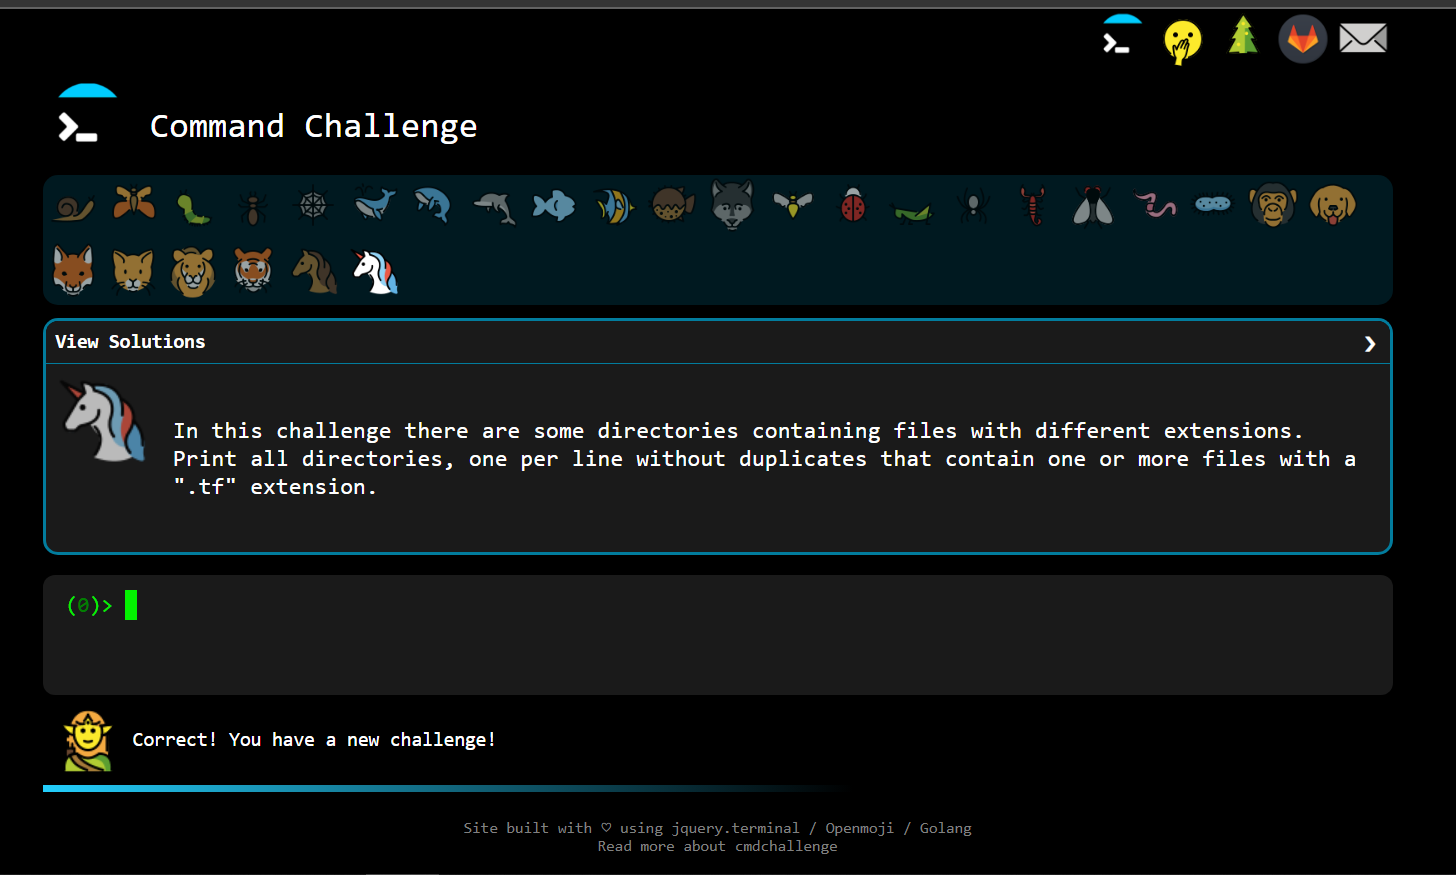 Command Challenge
View Solutions
In this challenge there are some directories containing files with different extensions.
Print all directories, one per line without duplicates that contain one or more files with a
".tf" extension.
(0)>
Correct! You have a new challenge!
Site built with ♡ using jquery.terminal / Openmoji / Golang
Read more about cmdchallenge